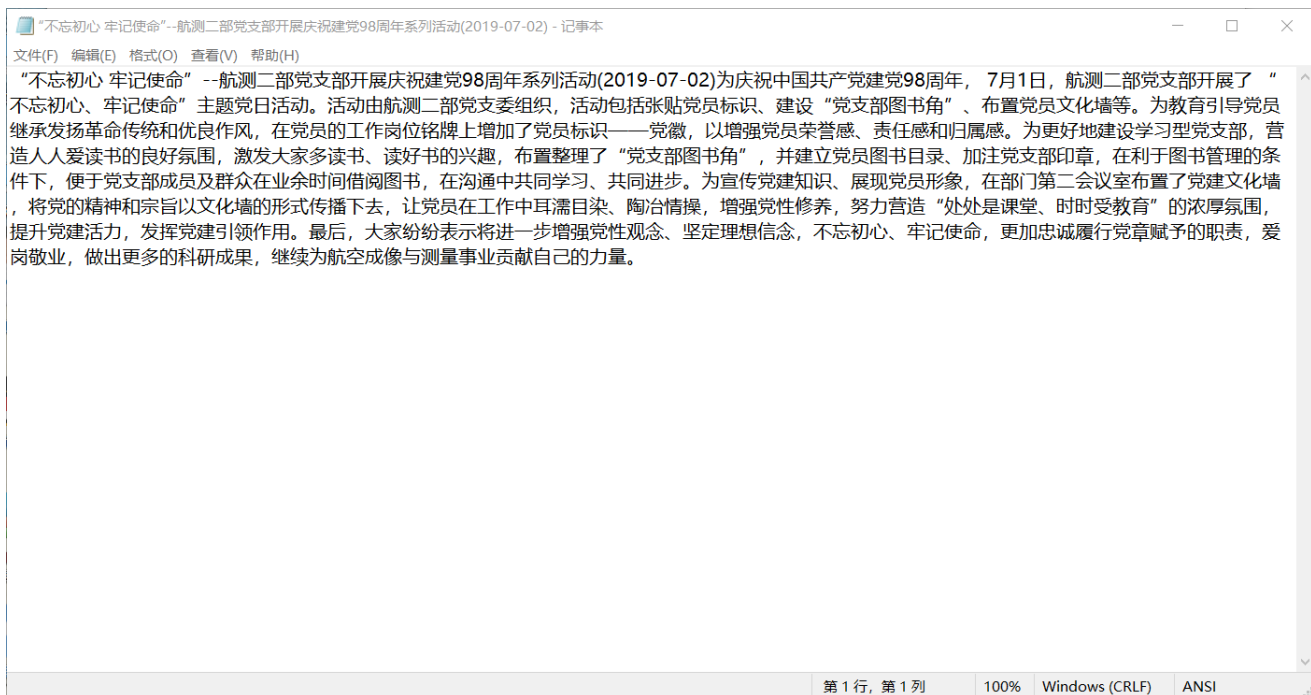 “不忘初心 牢记使命”--航测二部党支部开展庆祝建党98周年系列活动(2019-07-02) - 记事本
文件(F) 编辑(E) 格式(O) 查看(V) 帮助(H)
“不忘初心 牢记使命”--航测二部党支部开展庆祝建党98周年系列活动(2019-07-02)为庆祝中国共产党建党98周年， 7月1日，航测二部党支部开展了 “
不忘初心、牢记使命”主题党日活动。活动由航测二部党支委组织，活动包括张贴党员标识、建设“党支部图书角”、布置党员文化墙等。为教育引导党员
继承发扬革命传统和优良作风，在党员的工作岗位铭牌上增加了党员标识——党徽，以增强党员荣誉感、责任感和归属感。为更好地建设学习型党支部，营
造人人爱读书的良好氛围，激发大家多读书、读好书的兴趣，布置整理了“党支部图书角”，并建立党员图书目录、加注党支部印章，在利于图书管理的条
件下，便于党支部成员及群众在业余时间借阅图书，在沟通中共同学习、共同进步。为宣传党建知识、展现党员形象，在部门第二会议室布置了党建文化墙
，将党的精神和宗旨以文化墙的形式传播下去，让党员在工作中耳濡目染、陶冶情操，增强党性修养，努力营造“处处是课堂、时时受教育”的浓厚氛围，
提升党建活力，发挥党建引领作用。最后，大家纷纷表示将进一步增强党性观念、坚定理想信念，不忘初心、牢记使命，更加忠诚履行党章赋予的职责，爱
岗敬业，做出更多的科研成果，继续为航空成像与测量事业贡献自己的力量。
第 1 行，第 1 列 100% Windows (CRLF) ANSI